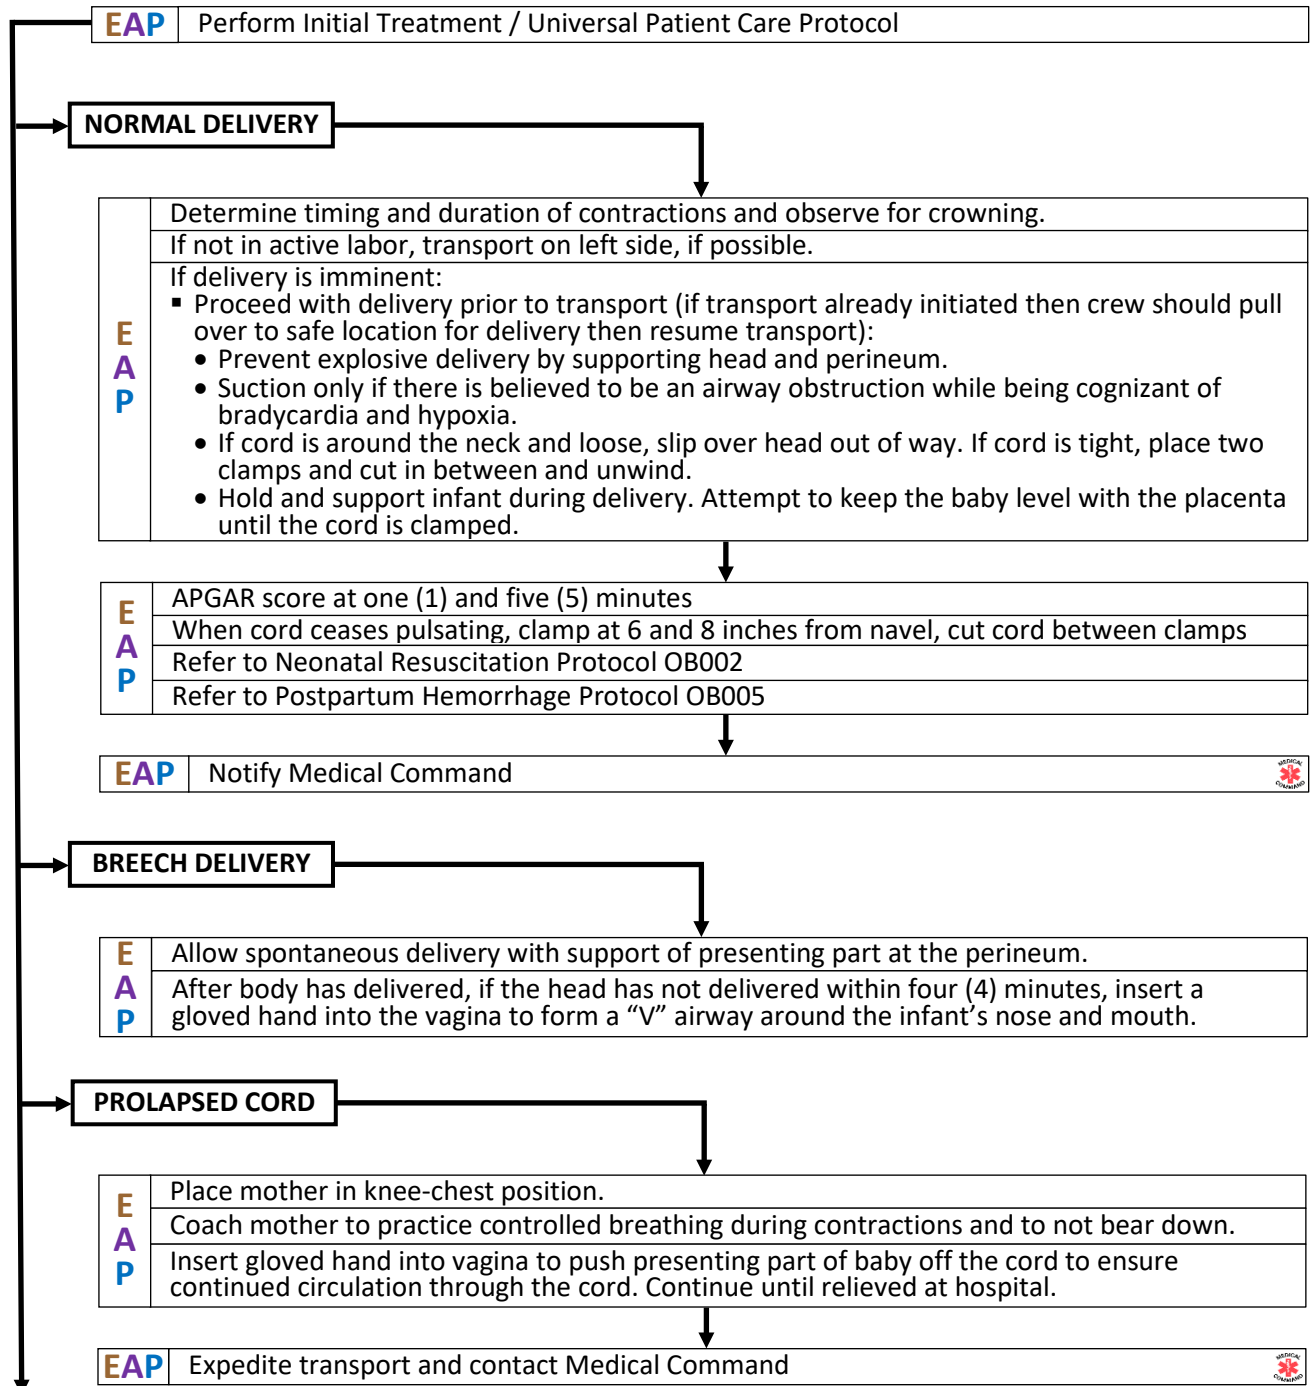 EAP Perform Initial Treatment / Universal Patient Care Protocol
NORMAL DELIVERY
E
A
P
Determine timing and duration of contractions and observe for crowning.
If not in active labor, transport on left side, if possible.
If delivery is imminent:
▪ Proceed with delivery prior to transport (if transport already initiated then crew should pull
over to safe location for delivery then resume transport):
• Prevent explosive delivery by supporting head and perineum.
• Suction only if there is believed to be an airway obstruction while being cognizant of
bradycardia and hypoxia.
• If cord is around the neck and loose, slip over head out of way. If cord is tight, place two
clamps and cut in between and unwind.
• Hold and support infant during delivery. Attempt to keep the baby level with the placenta
until the cord is clamped.
E
A
P
APGAR score at one (1) and five (5) minutes
When cord ceases pulsating, clamp at 6 and 8 inches from navel, cut cord between clamps
Refer to Neonatal Resuscitation Protocol OB002
Refer to Postpartum Hemorrhage Protocol OB005
EAP Notify Medical Command
MEDICAL
COMMAND
BREECH DELIVERY
E
A
P
Allow spontaneous delivery with support of presenting part at the perineum.
After body has delivered, if the head has not delivered within four (4) minutes, insert a
gloved hand into the vagina to form a “V” airway around the infant’s nose and mouth.
PROLAPSED CORD
E
A
P
Place mother in knee-chest position.
Coach mother to practice controlled breathing during contractions and to not bear down.
Insert gloved hand into vagina to push presenting part of baby off the cord to ensure
continued circulation through the cord. Continue until relieved at hospital.
EAP Expedite transport and contact Medical Command
MEDICAL
COMMAND